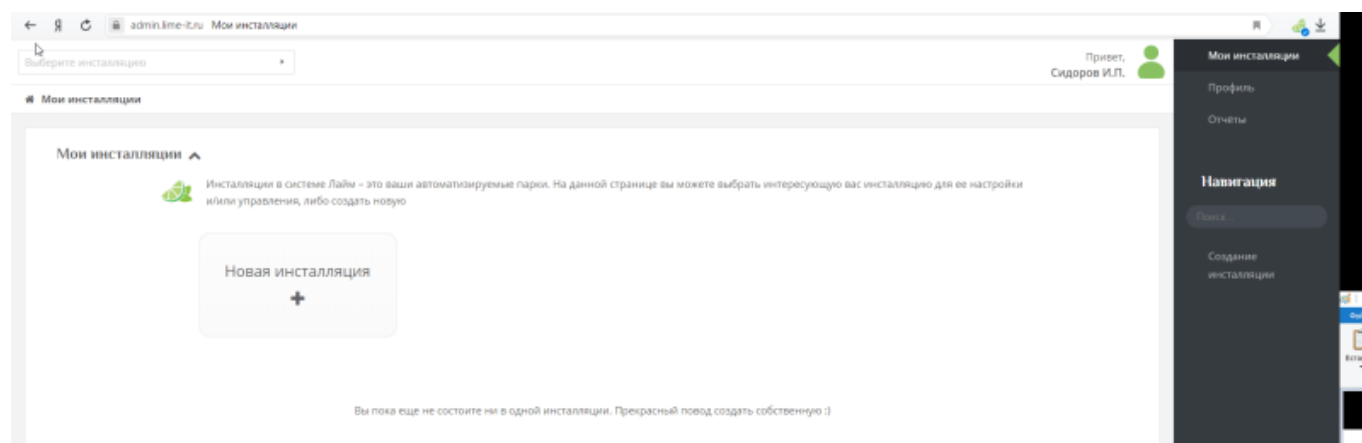 admin.lime-it.ru Мои инсталляции
Выберите инсталляцию
Привет,
Сидоров И.П.
Мои инсталляции
Мои инсталляции
Инсталляции в системе Лайм – это ваши автоматизируемые парки. На данной странице вы можете выбрать интересующую вас инсталляцию для ее настройки
и/или управления, либо создать новую
Новая инсталляция
Вы пока еще не состоите ни в одной инсталляции. Прекрасный повод создать собственную :)
Мои инсталляции
Профиль
Отчеты
Навигация
Поиск...
Создание
инсталляции